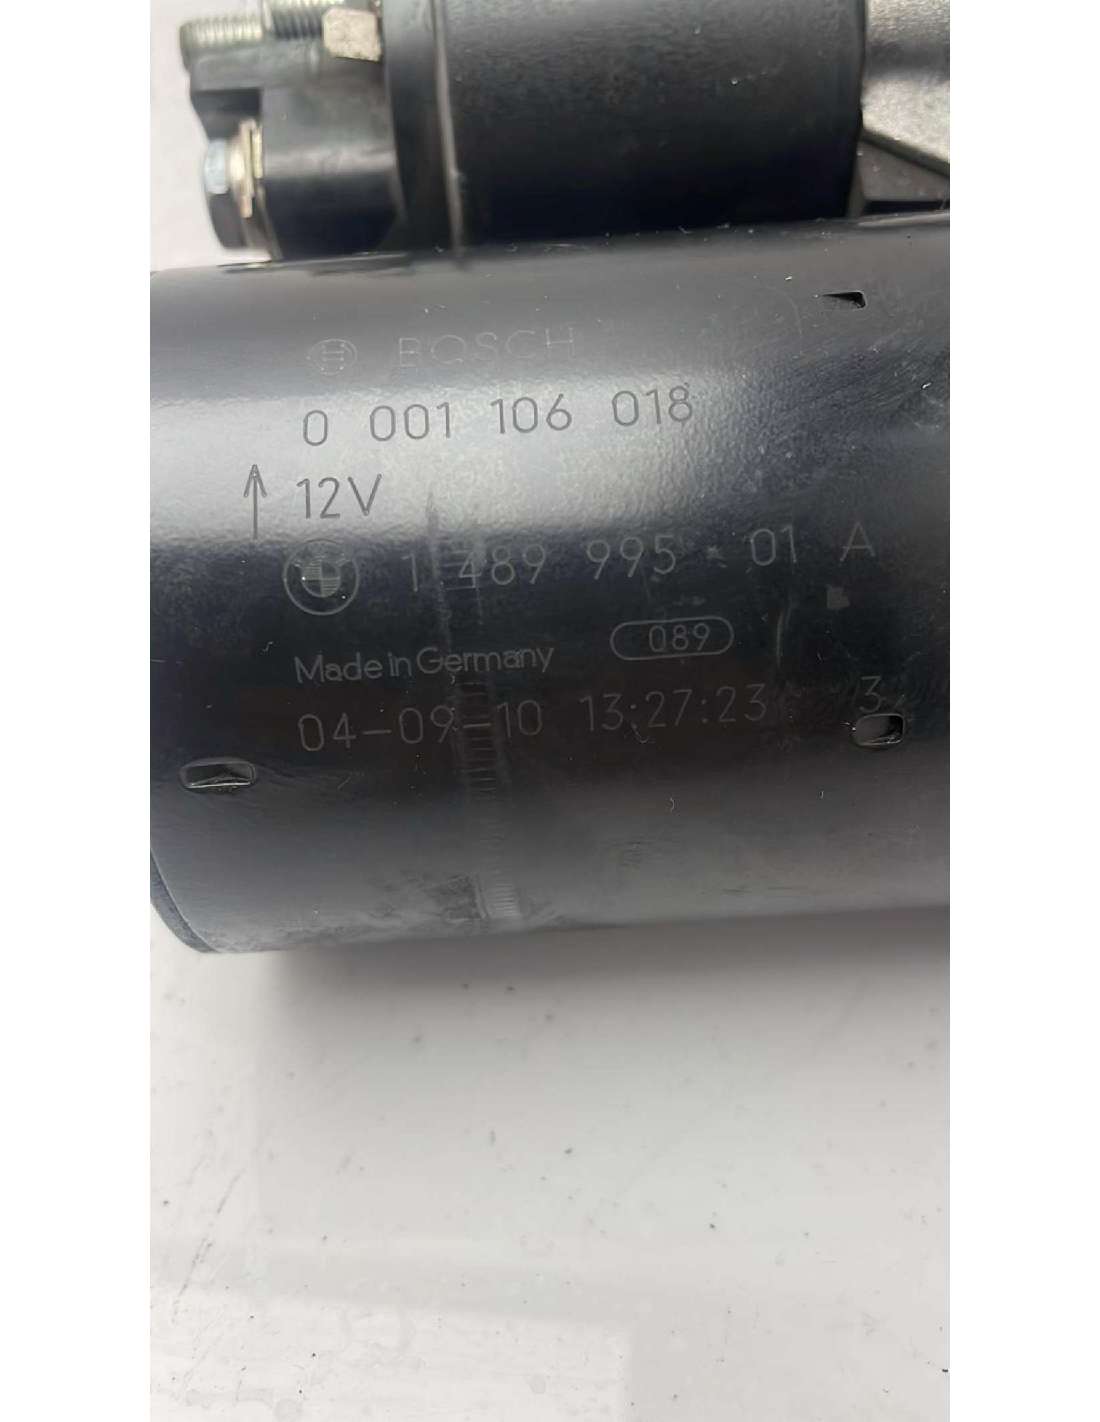 BOSCH
0 001 106 018
12V
1 489 995 · 01 A
Made in Germany 089
04-09-10 13:27:23 3